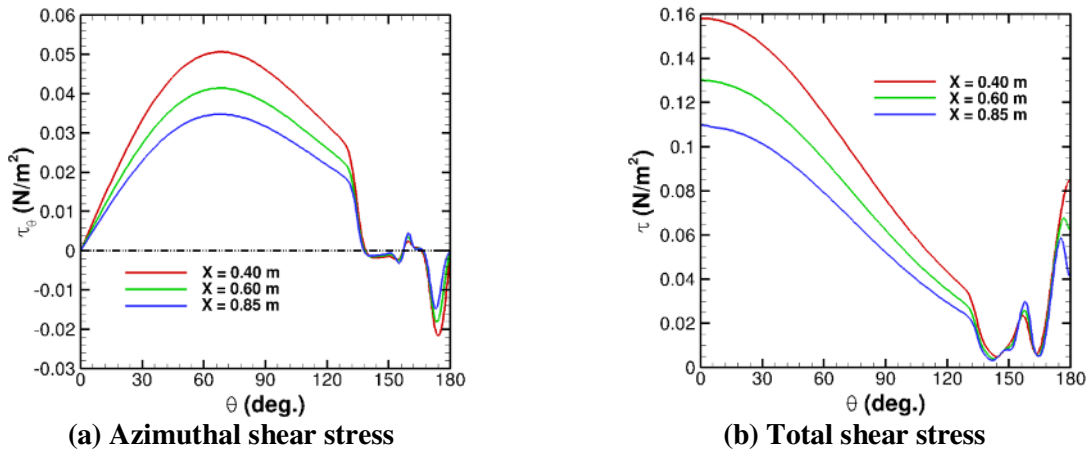 0.06
0.05
0.04
0.03
0.02
0.01
0
-0.01
-0.02
-0.03
τθ (N/m²)
X = 0.40 m
X = 0.60 m
X = 0.85 m
0 30 60 90 120 150 180
θ (deg.)
(a) Azimuthal shear stress
0.16
0.14
0.12
0.1
0.08
0.06
0.04
0.02
0
τ (N/m²)
X = 0.40 m
X = 0.60 m
X = 0.85 m
0 30 60 90 120 150 180
θ (deg.)
(b) Total shear stress